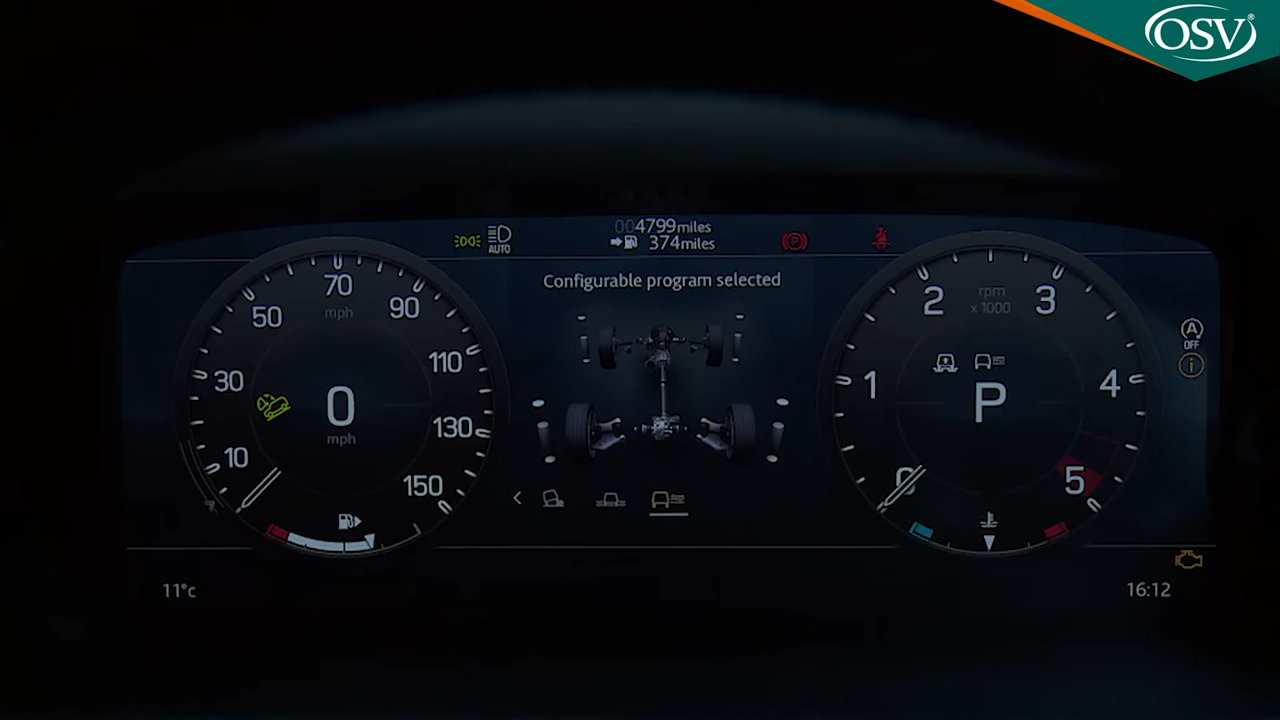 OSV®
004799miles
374miles
AUTO
P
Configurable program selected
10
30
50
70
90
110
130
150
mph
0
mph
0
1
2
3
4
5
rpm
x 1000
P
A
OFF
i
11°c
16:12